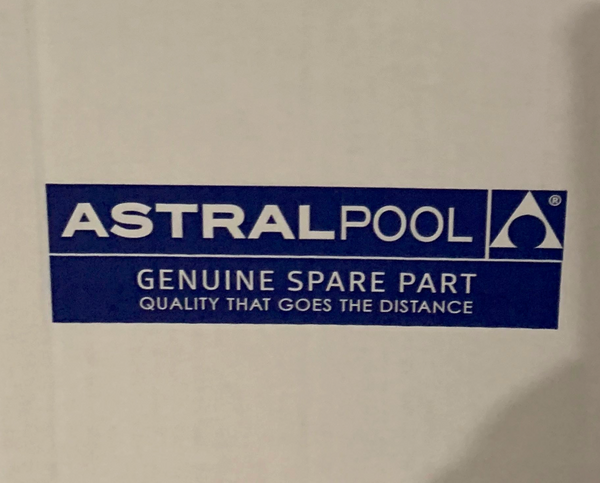 ASTRALPOOL ®
GENUINE SPARE PART
QUALITY THAT GOES THE DISTANCE